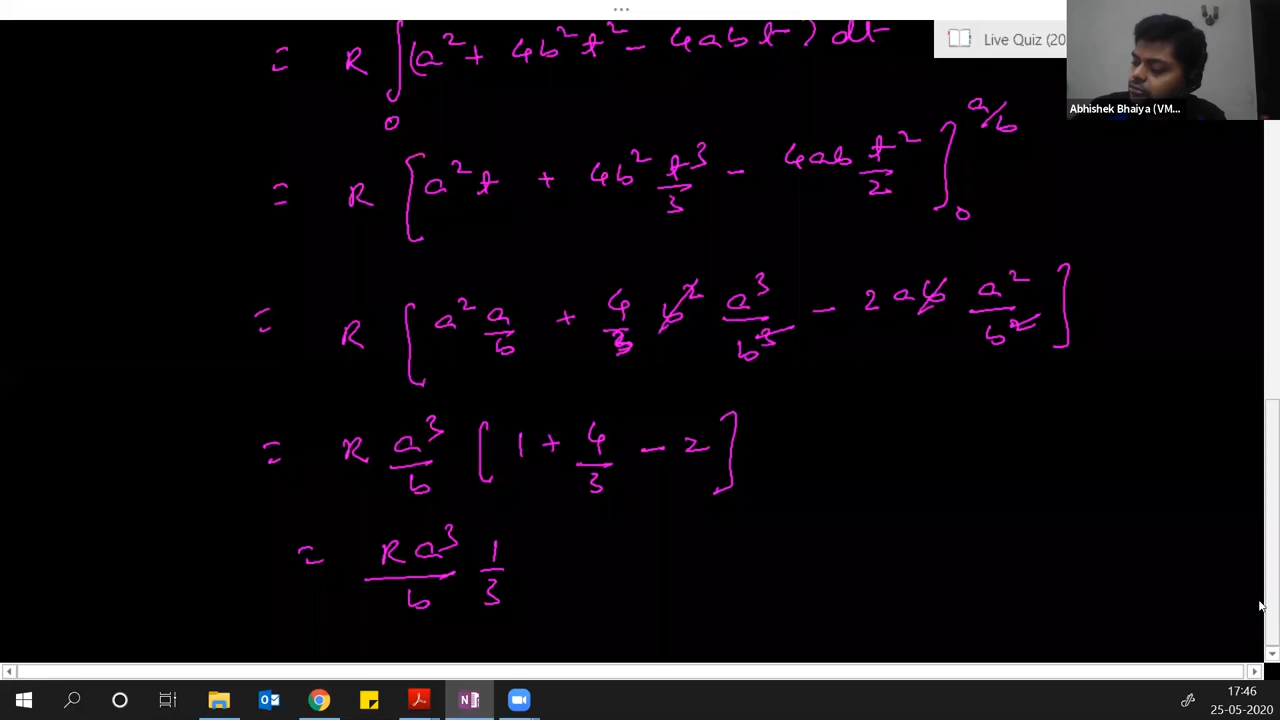 ...
= R ∫₀ (a² + 4b²t² - 4abt) dt
Live Quiz (20
Abhishek Bhaiya (VM...
= R [a²t + 4b² t³/3 - 4ab t²/2]₀^(a/b)
= R [a² a/b + 4/3 b² a³/b³ - 2ab a²/b²]
= R a³/b [1 + 4/3 - 2]
= Ra³/b 1/3
17:46
25-05-2020